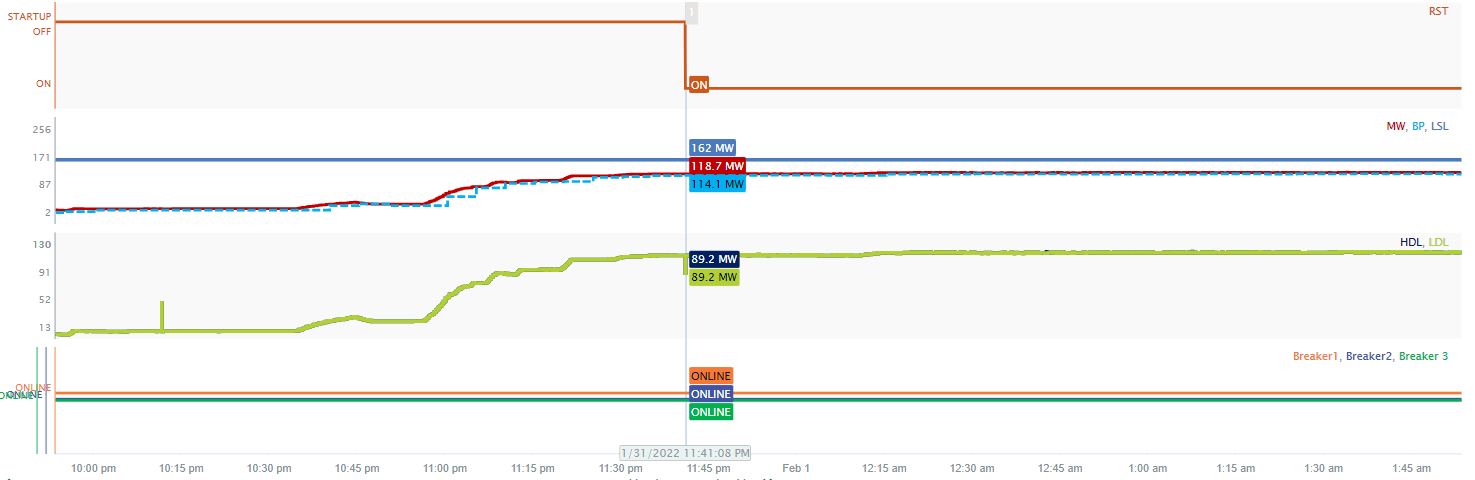 STARTUP
OFF
ON
1
RST
ON
256
171
87
2
MW, BP, LSL
162 MW
118.7 MW
114.1 MW
130
91
52
13
HDL, LDL
89.2 MW
89.2 MW
Breaker1, Breaker2, Breaker 3
ONLINE
ONLINE
ONLINE
ONLINE
ONLINE
ONLINE
1/31/2022 11:41:08 PM
10:00 pm 10:15 pm 10:30 pm 10:45 pm 11:00 pm 11:15 pm 11:30 pm 11:45 pm Feb 1 12:15 am 12:30 am 12:45 am 1:00 am 1:15 am 1:30 am 1:45 am